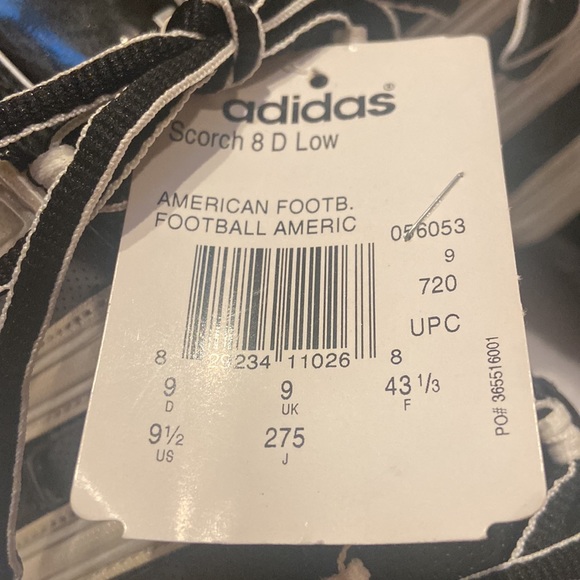 adidas®
Scorch 8 D Low
AMERICAN FOOTB.
FOOTBALL AMERIC
056053
9
720
UPC
8 234 11026 8
9 9 43 1/3
D UK F
9½ 275
US J
PO# 365516001